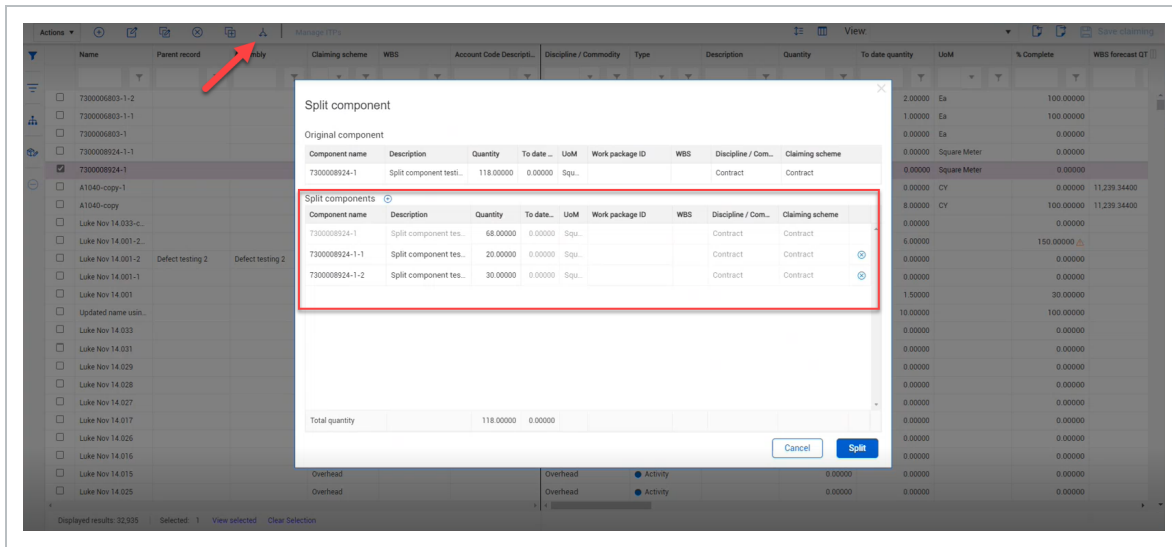 Actions Manage ITPs View: Save claiming
Name Parent record Claiming scheme WBS Account Code Descripti... Discipline / Commodity Type Description Quantity To date quantity UoM % Complete WBS forecast QT
7300006803-1-2 2.00000 Ea 100.00000
7300006803-1-1 1.00000 Ea 100.00000
7300006803-1 0.00000 Ea 0.00000
7300008924-1-1 0.00000 Square Meter 0.00000
7300008924-1 0.00000 Square Meter 0.00000
A1040-copy-1 0.00000 CY 0.00000 11,239.34400
A1040-copy 8.00000 CY 100.00000 11,239.34400
Luke Nov 14.033-c... 0.00000 0.00000
Luke Nov 14.001-2... 6.00000 150.00000
Luke Nov 14.001-2 Defect testing 2 Defect testing 2 0.00000 0.00000
Luke Nov 14.001-1 0.00000 0.00000
Luke Nov 14.001 1.50000 30.00000
Updated name usin... 10.00000 100.00000
Luke Nov 14.033 0.00000 0.00000
Luke Nov 14.031 0.00000 0.00000
Luke Nov 14.029 0.00000 0.00000
Luke Nov 14.028 0.00000 0.00000
Luke Nov 14.027 0.00000 0.00000
Luke Nov 14.017 0.00000 0.00000
Luke Nov 14.026 0.00000 0.00000
Luke Nov 14.016 0.00000 0.00000
Luke Nov 14.015 Overhead Overhead Activity 0.00000 0.00000 0.00000
Luke Nov 14.025 Overhead Overhead Activity 0.00000 0.00000 0.00000
Displayed results: 32,935 Selected: 1 View selected Clear Selection
Split component
Original component
Component name Description Quantity To date ... UoM Work package ID WBS Discipline / Com... Claiming scheme
7300008924-1 Split component testi... 118.00000 0.00000 Squ... Contract Contract
Split components
Component name Description Quantity To date... UoM Work package ID WBS Discipline / Com... Claiming scheme
7300008924-1 Split component tes... 68.00000 0.00000 Squ... Contract Contract
7300008924-1-1 Split component tes... 20.00000 0.00000 Squ... Contract Contract
7300008924-1-2 Split component tes... 30.00000 0.00000 Squ... Contract Contract
Total quantity 118.00000 0.00000
Cancel Split